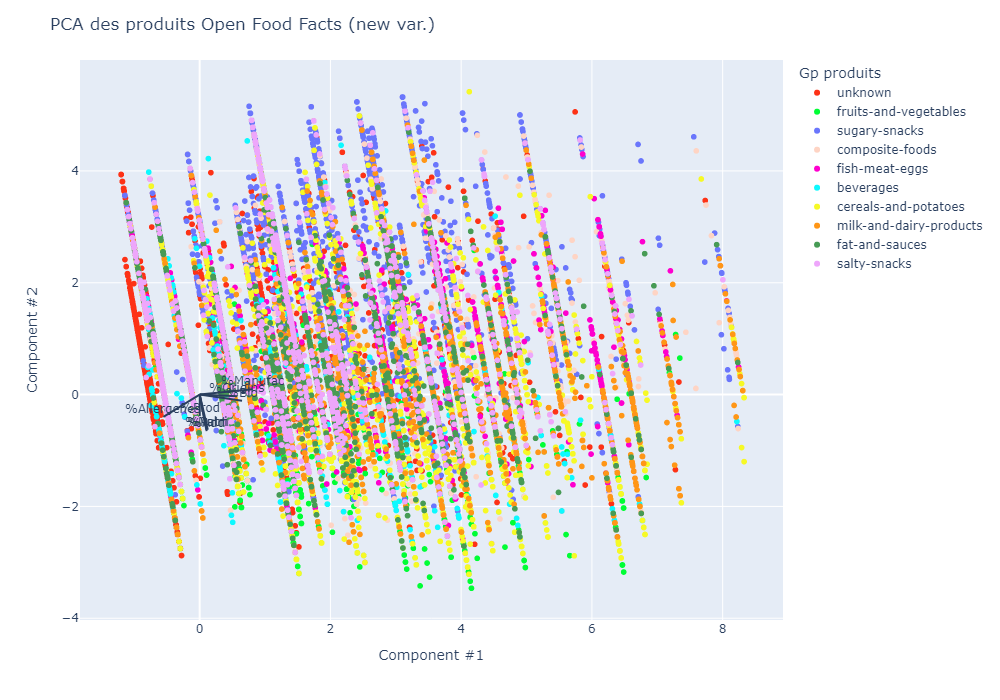 PCA des produits Open Food Facts (new var.)
Gp produits
unknown
fruits-and-vegetables
sugary-snacks
composite-foods
fish-meat-eggs
beverages
cereals-and-potatoes
milk-and-dairy-products
fat-and-sauces
salty-snacks
Component #2
4
2
0
−2
−4
%Manufac
%Allergenes
0
2
4
6
8
Component #1